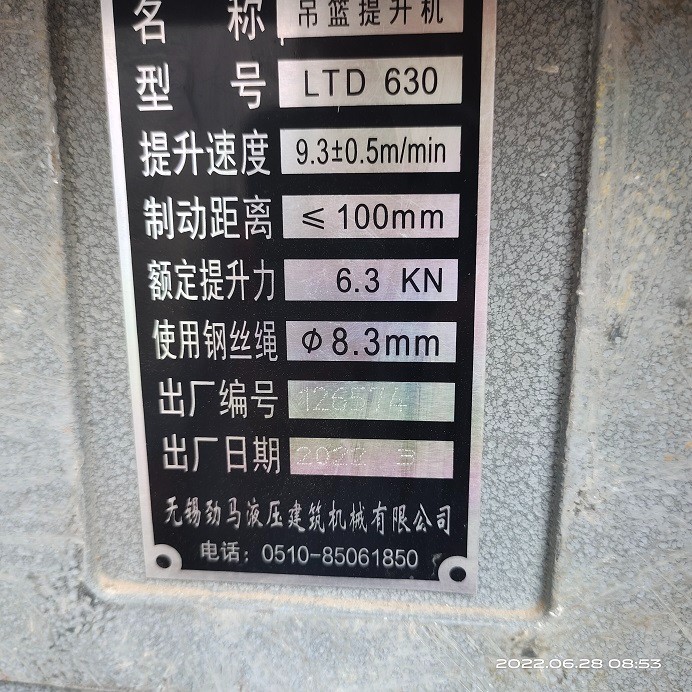 名 称 吊篮提升机
型 号 LTD 630
提升速度 9.3±0.5m/min
制动距离 ≤ 100mm
额定提升力 6.3 KN
使用钢丝绳 Φ8.3mm
出厂编号 126574
出厂日期 2022 3
无锡劲马液压建筑机械有限公司
电话：0510-85061850
2022.06.28 08:53